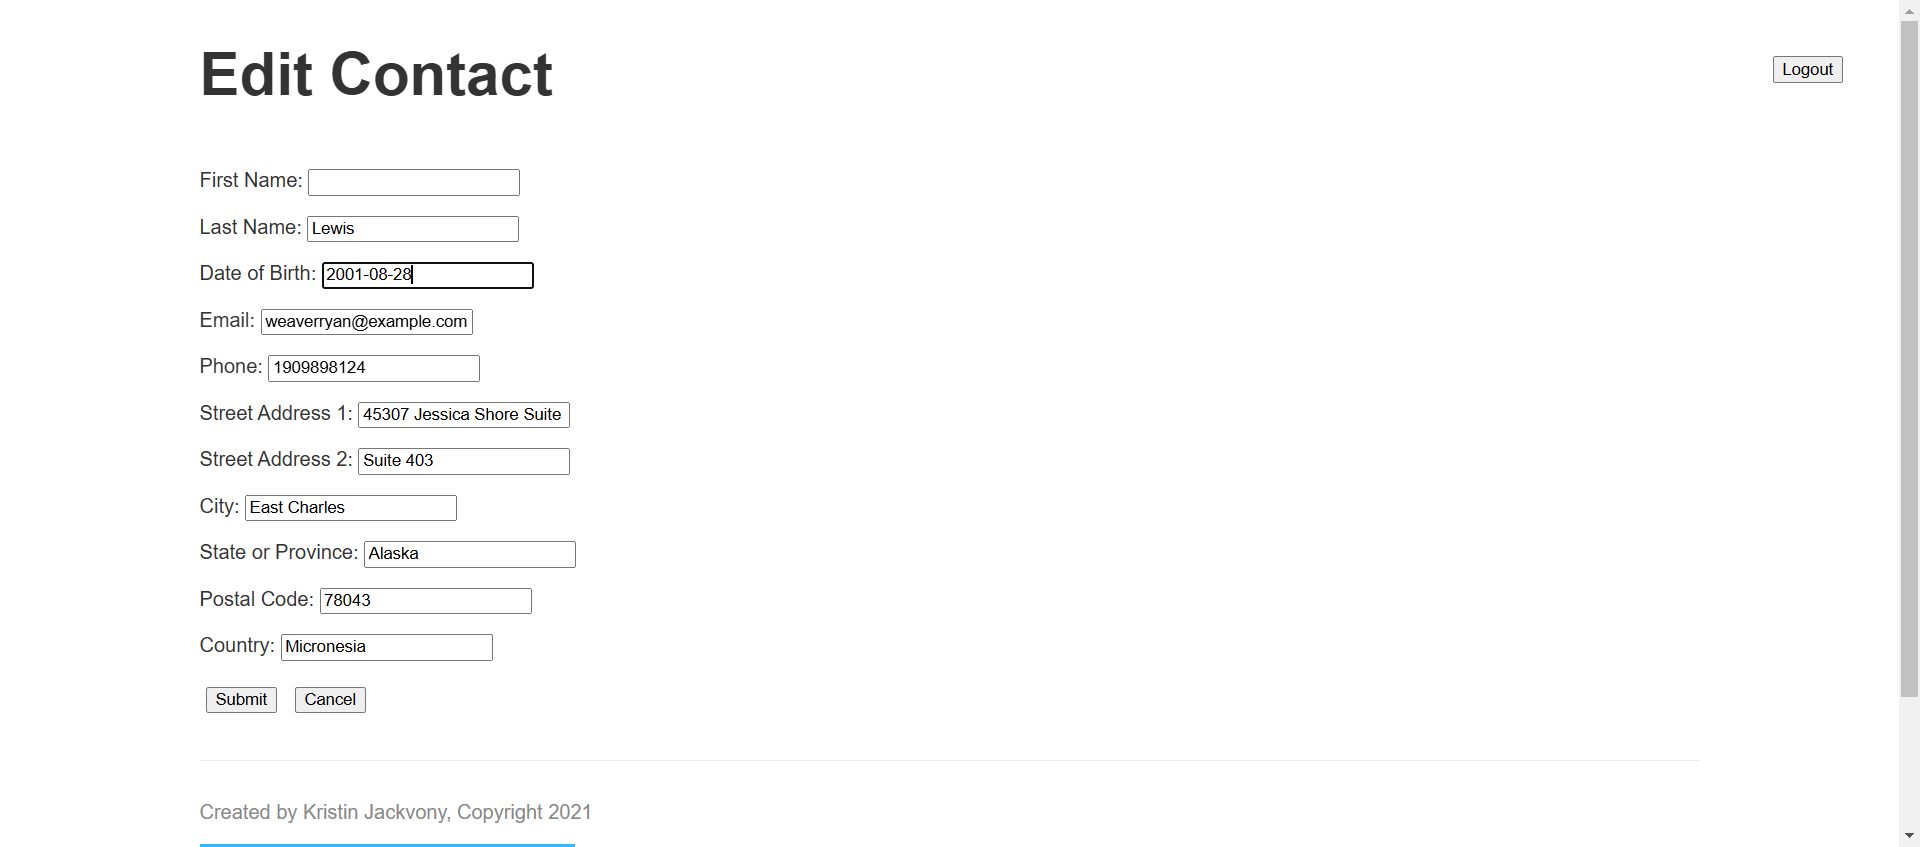 Edit Contact
Logout
First Name:
Last Name: Lewis
Date of Birth: 2001-08-28
Email: weaverryan@example.com
Phone: 1909898124
Street Address 1: 45307 Jessica Shore Suite
Street Address 2: Suite 403
City: East Charles
State or Province: Alaska
Postal Code: 78043
Country: Micronesia
Submit Cancel
Created by Kristin Jackvony, Copyright 2021